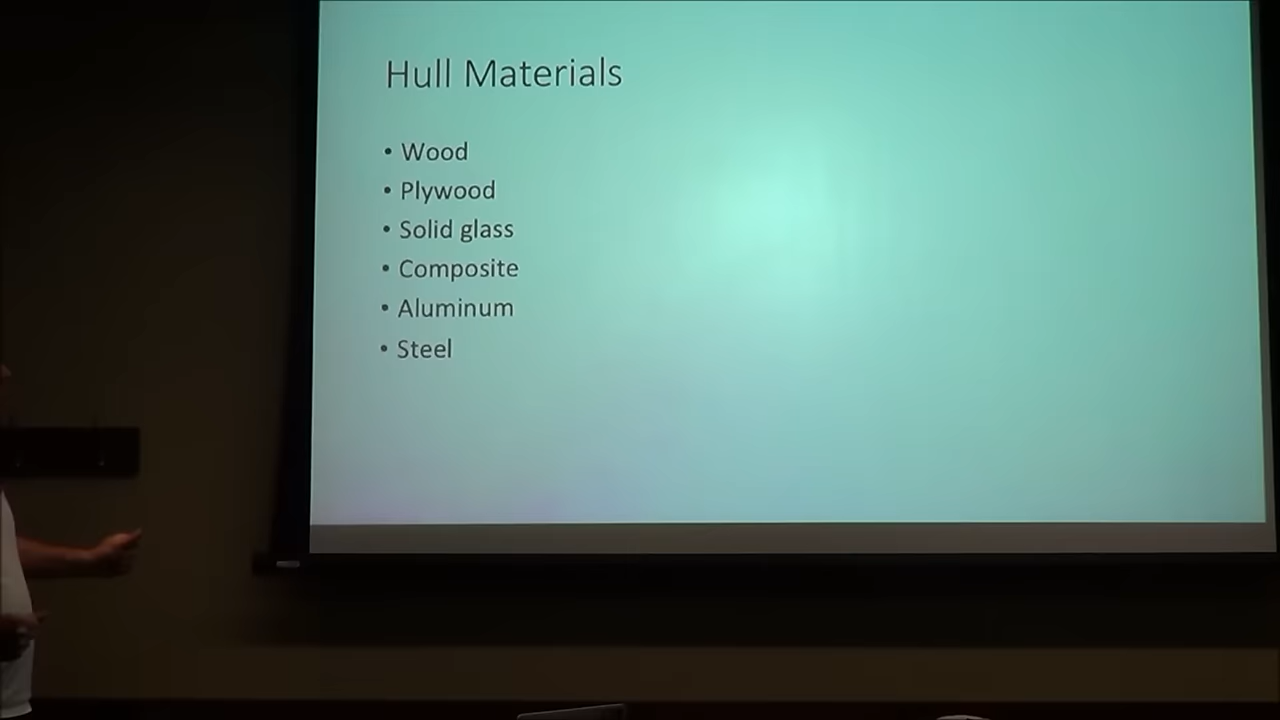 Hull Materials
• Wood
• Plywood
• Solid glass
• Composite
• Aluminum
• Steel